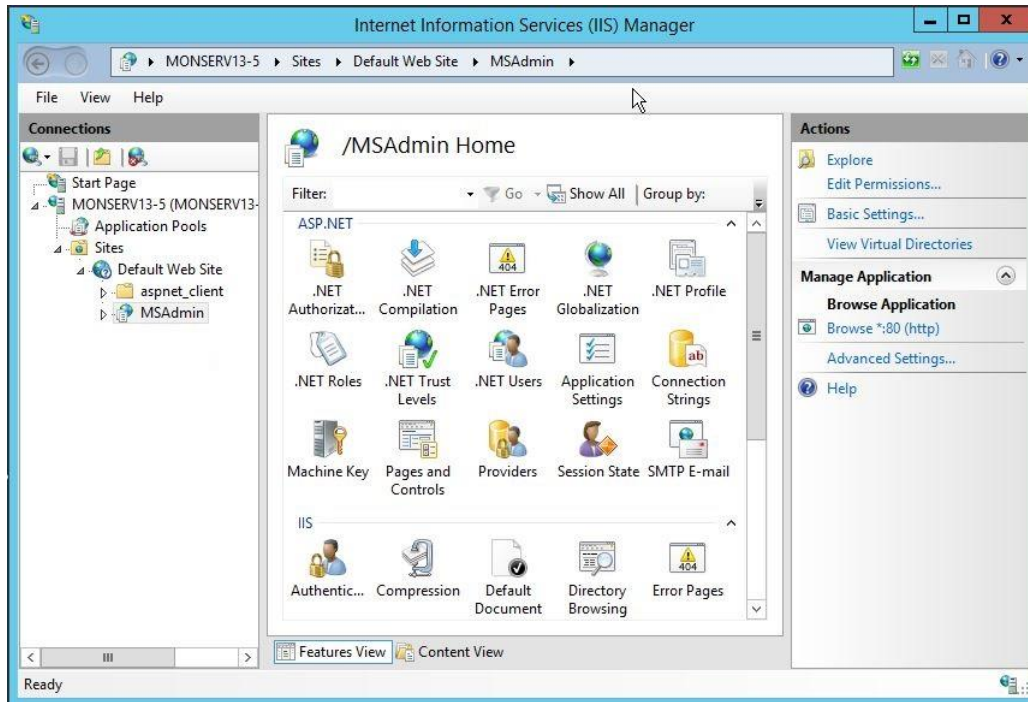 Internet Information Services (IIS) Manager
MONSERV13-5 Sites Default Web Site MSAdmin
File View Help
Connections
Start Page
MONSERV13-5 (MONSERV13-
Application Pools
Sites
Default Web Site
aspnet_client
MSAdmin
/MSAdmin Home
Filter: Go Show All Group by:
ASP.NET
.NET Authorizat...
.NET Compilation
.NET Error Pages
.NET Globalization
.NET Profile
.NET Roles
.NET Trust Levels
.NET Users
Application Settings
Connection Strings
Machine Key
Pages and Controls
Providers
Session State
SMTP E-mail
IIS
Authentic...
Compression
Default Document
Directory Browsing
Error Pages
Features View Content View
Actions
Explore
Edit Permissions...
Basic Settings...
View Virtual Directories
Manage Application
Browse Application
Browse *:80 (http)
Advanced Settings...
Help
Ready